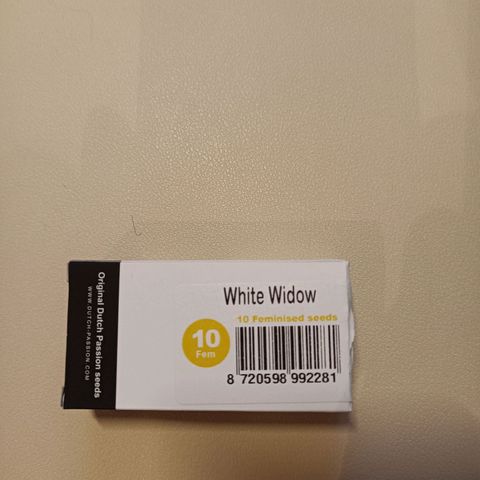 Original Dutch Passion seeds
WWW.DUTCH-PASSION.COM
White Widow
10 Feminised seeds
10
Fem
8 720598 992281